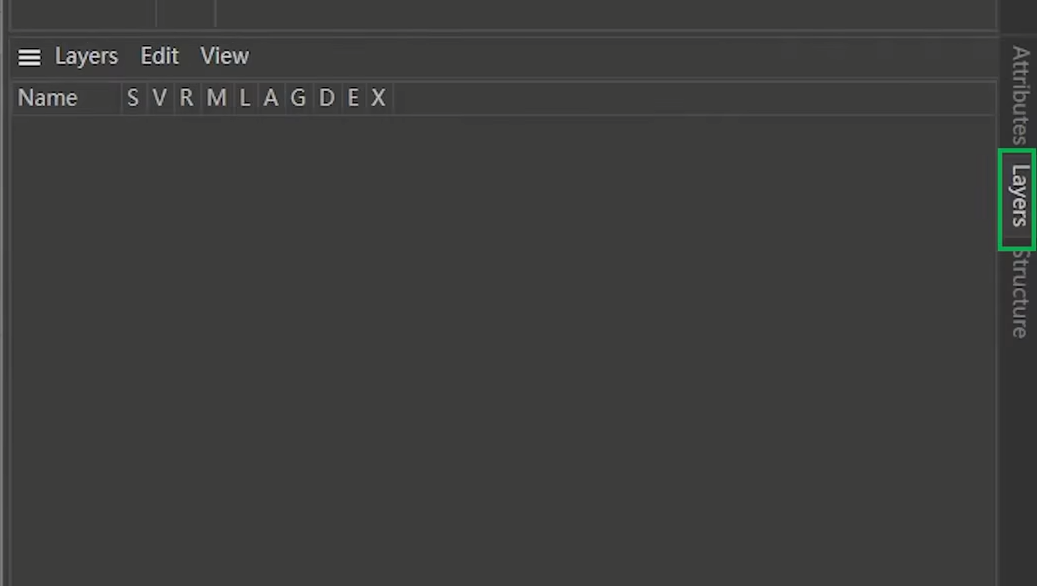 Layers Edit View
Name S V R M L A G D E X
Attributes
Layers
Structure